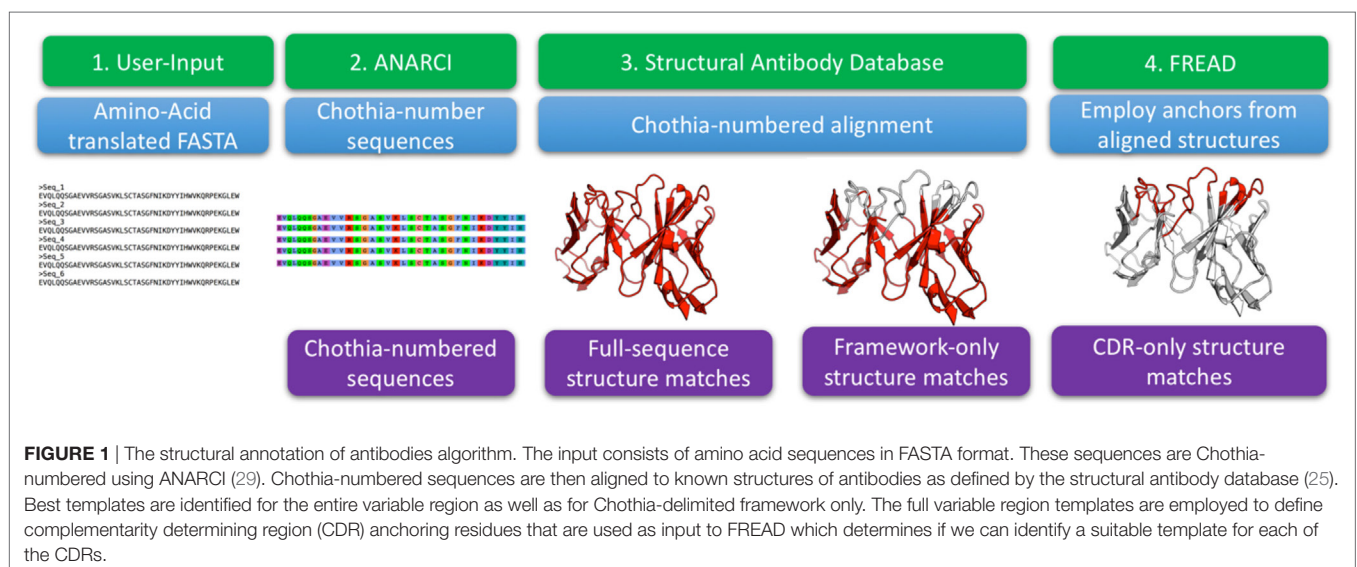 1. User-Input
2. ANARCI
3. Structural Antibody Database
4. FREAD
Amino-Acid
translated FASTA
Chothia-number
sequences
Chothia-numbered alignment
Employ anchors from
aligned structures
>Seq_1
EVQLQQSGAEVVRSGASVKLSCTASGFNIKDYYIHWVKQRPEKGLEW
>Seq_2
EVQLQQSGAEVVRSGASVKLSCTASGFNIKDYYIHWVKQRPEKGLEW
>Seq_3
EVQLQQSGAEVVRSGASVKLSCTASGFNIKDYYIHWVKQRPEKGLEW
>Seq_4
EVQLQQSGAEVVRSGASVKLSCTASGFNIKDYYIHWVKQRPEKGLEW
>Seq_5
EVQLQQSGAEVVRSGASVKLSCTASGFNIKDYYIHWVKQRPEKGLEW
>Seq_6
EVQLQQSGAEVVRSGASVKLSCTASGFNIKDYYIHWVKQRPEKGLEW
Chothia-numbered
sequences
Full-sequence
structure matches
Framework-only
structure matches
CDR-only structure
matches
FIGURE 1 | The structural annotation of antibodies algorithm. The input consists of amino acid sequences in FASTA format. These sequences are Chothia-
numbered using ANARCI (29). Chothia-numbered sequences are then aligned to known structures of antibodies as defined by the structural antibody database (25).
Best templates are identified for the entire variable region as well as for Chothia-delimited framework only. The full variable region templates are employed to define
complementarity determining region (CDR) anchoring residues that are used as input to FREAD which determines if we can identify a suitable template for each of
the CDRs.